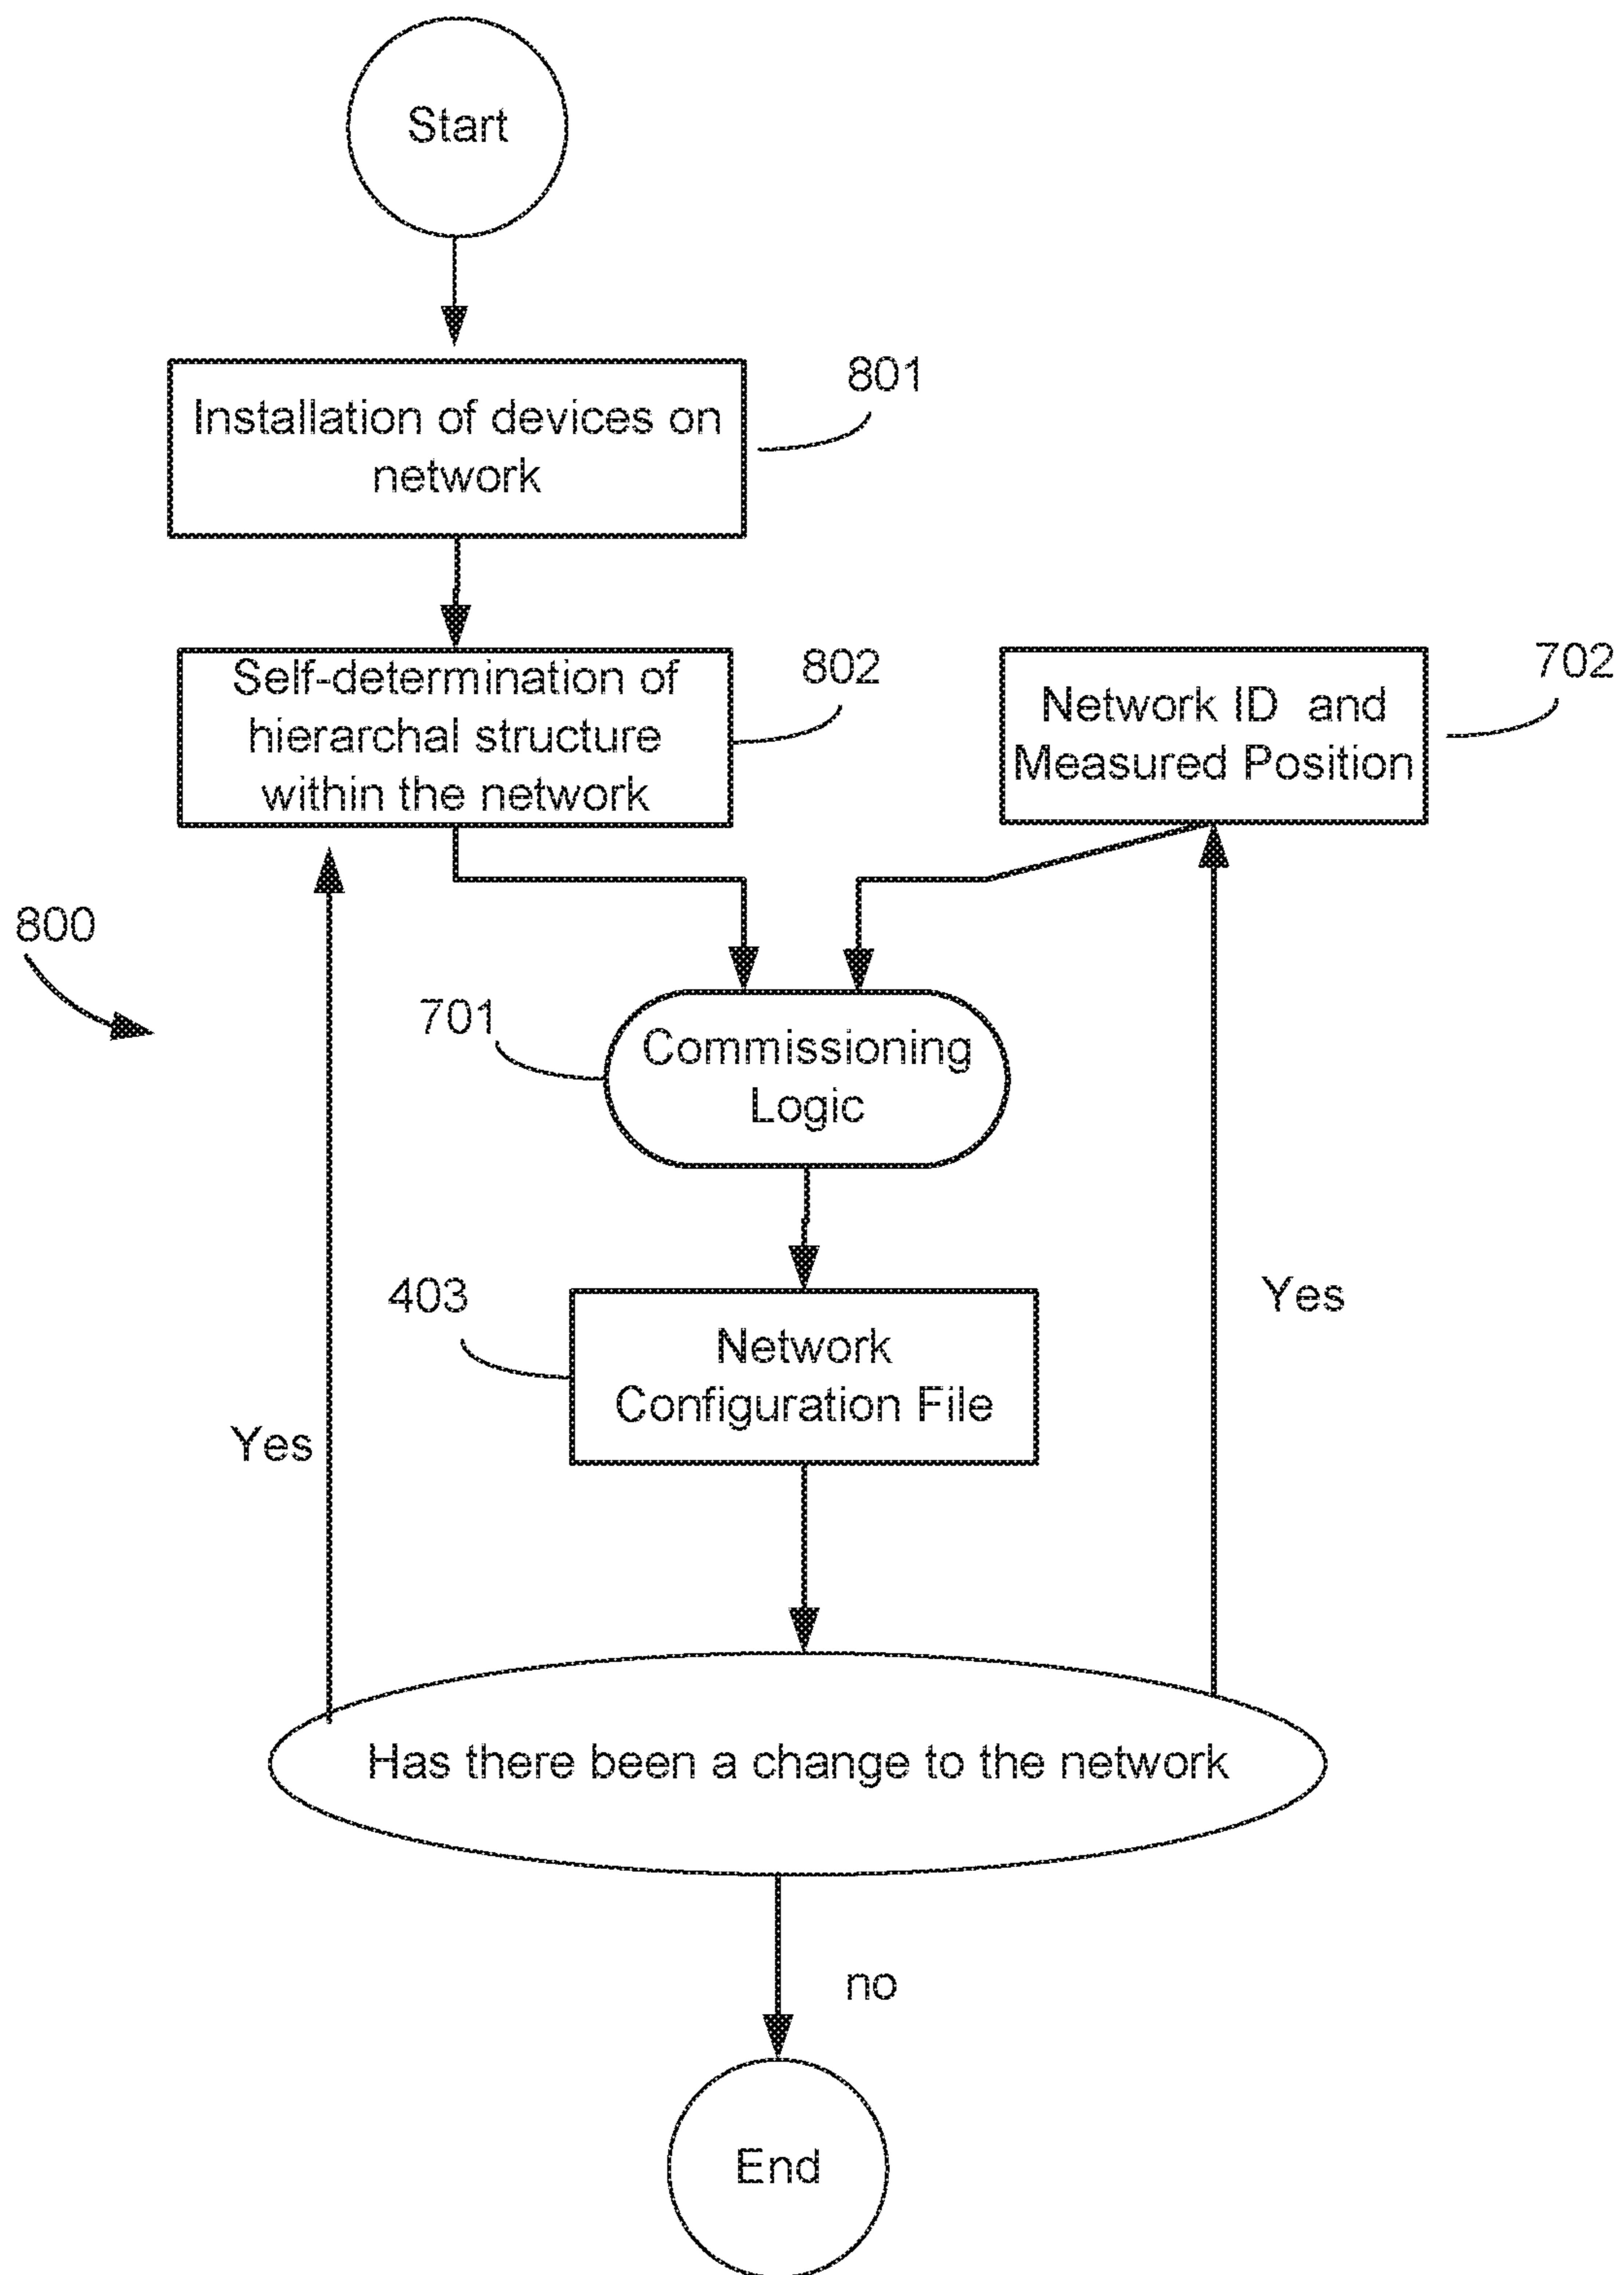 Start
801
Installation of devices on
network
802
Self-determination of
hierarchal structure
within the network
702
Network ID and
Measured Position
800
701
Commissioning
Logic
403
Network
Configuration File
Yes
Yes
Has there been a change to the network
no
End